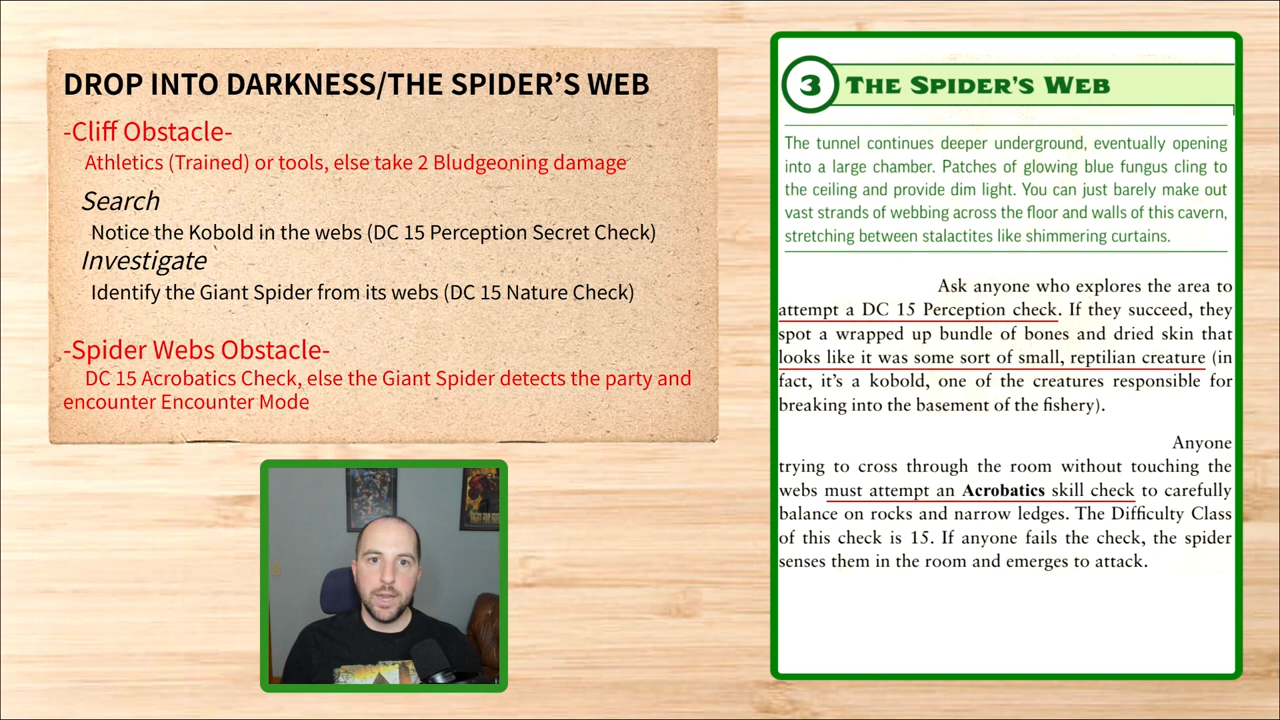 DROP INTO DARKNESS/THE SPIDER'S WEB
-Cliff Obstacle-
Athletics (Trained) or tools, else take 2 Bludgeoning damage
Search
Notice the Kobold in the webs (DC 15 Perception Secret Check)
Investigate
Identify the Giant Spider from its webs (DC 15 Nature Check)
-Spider Webs Obstacle-
DC 15 Acrobatics Check, else the Giant Spider detects the party and
encounter Encounter Mode
3 THE SPIDER'S WEB
The tunnel continues deeper underground, eventually opening
into a large chamber. Patches of glowing blue fungus cling to
the ceiling and provide dim light. You can just barely make out
vast strands of webbing across the floor and walls of this cavern,
stretching between stalactites like shimmering curtains.
Ask anyone who explores the area to
attempt a DC 15 Perception check. If they succeed, they
spot a wrapped up bundle of bones and dried skin that
looks like it was some sort of small, reptilian creature (in
fact, it's a kobold, one of the creatures responsible for
breaking into the basement of the fishery).
Anyone
trying to cross through the room without touching the
webs must attempt an Acrobatics skill check to carefully
balance on rocks and narrow ledges. The Difficulty Class
of this check is 15. If anyone fails the check, the spider
senses them in the room and emerges to attack.